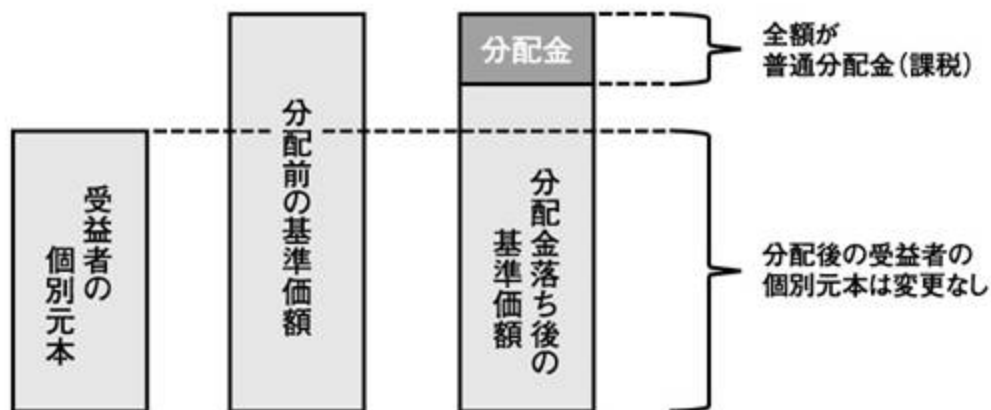 受益者の
個別元本
分配前の基準価額
分配金
分配金落ち後の
基準価額
全額が
普通分配金(課税)
分配後の受益者の
個別元本は変更なし